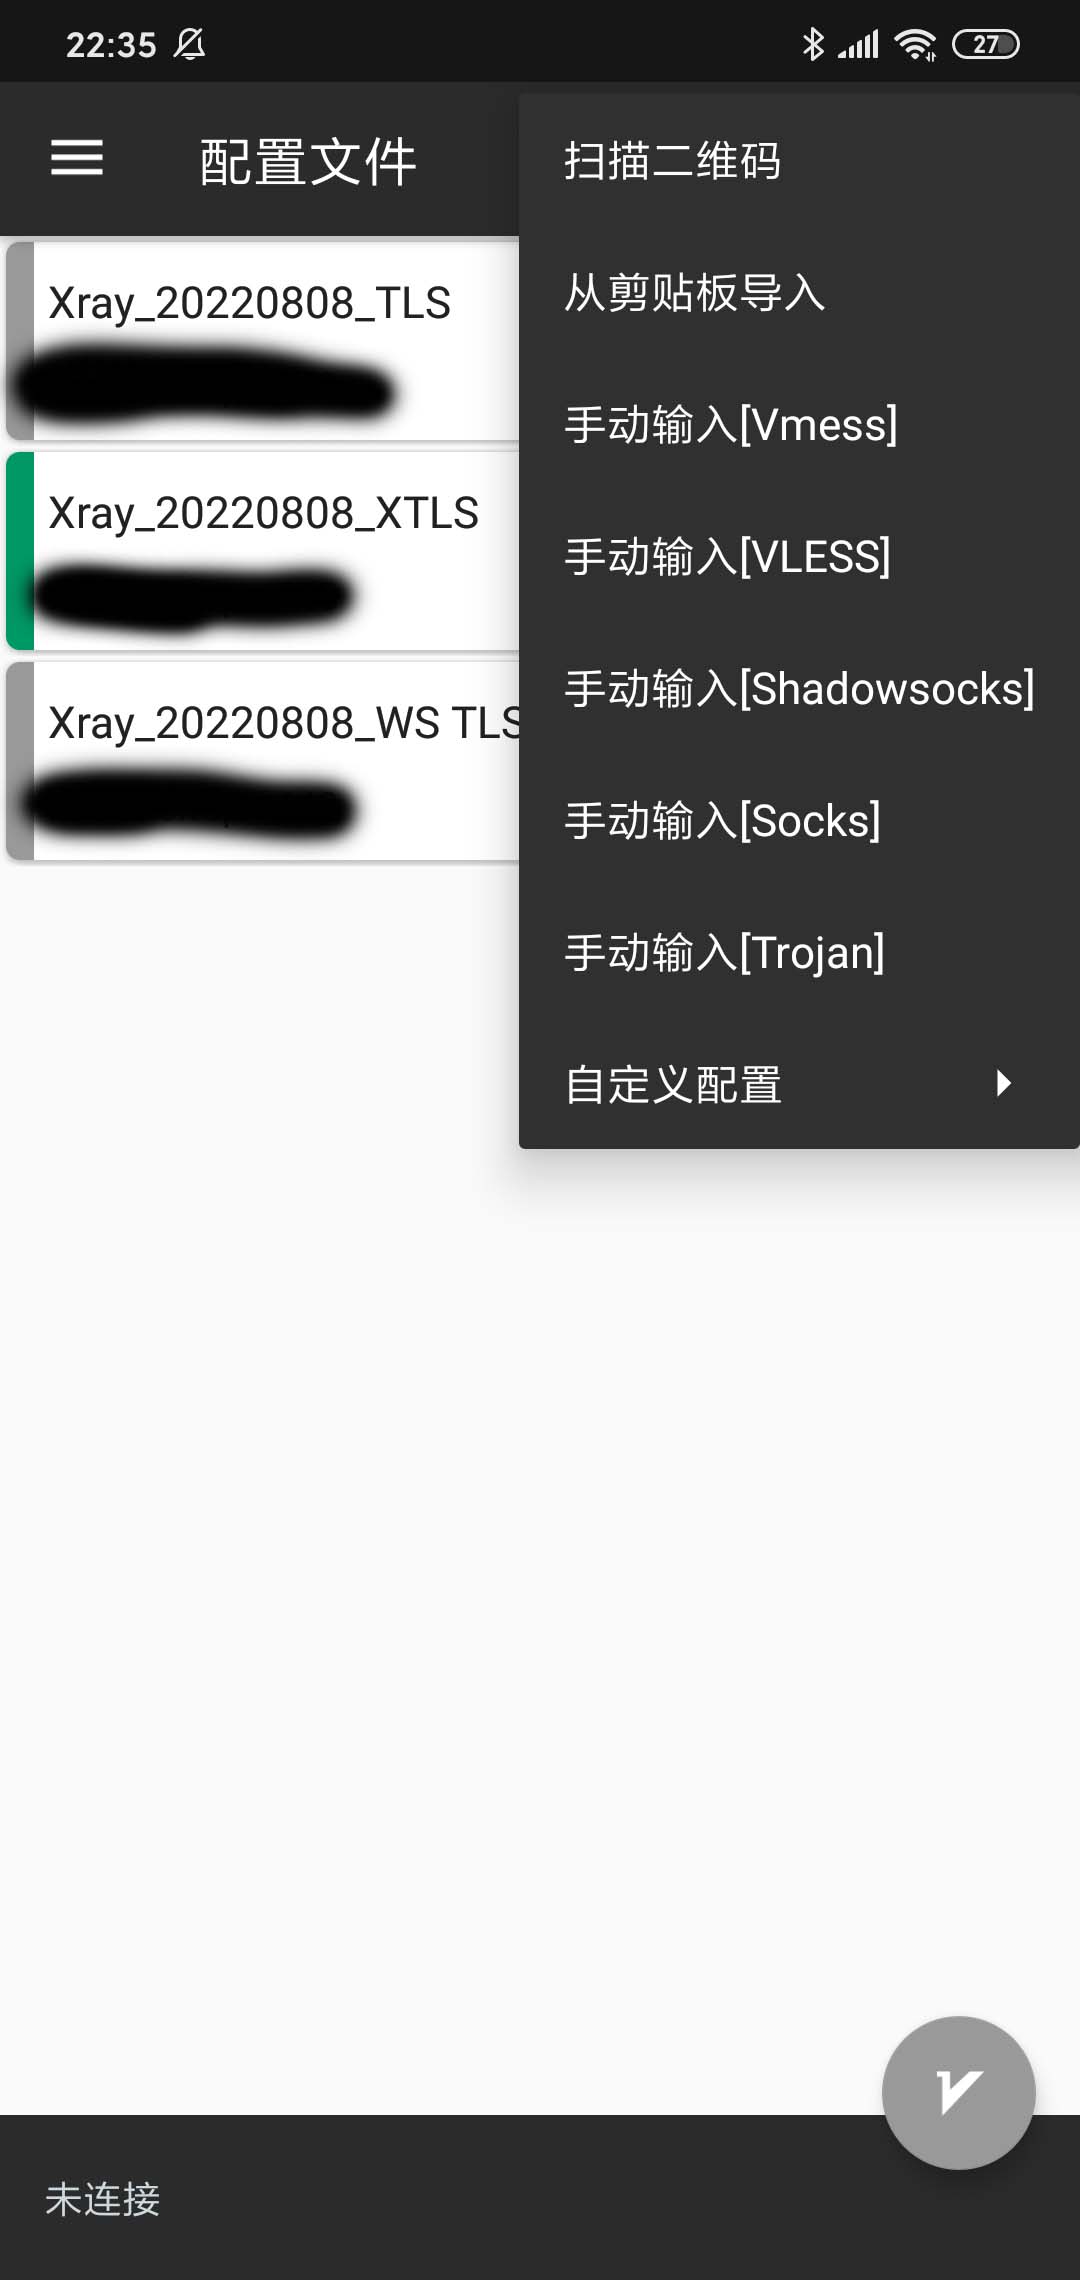 22:35
27
配置文件
Xray_20220808_TLS
Xray_20220808_XTLS
Xray_20220808_WS TLS
扫描二维码
从剪贴板导入
手动输入[Vmess]
手动输入[VLESS]
手动输入[Shadowsocks]
手动输入[Socks]
手动输入[Trojan]
自定义配置
未连接